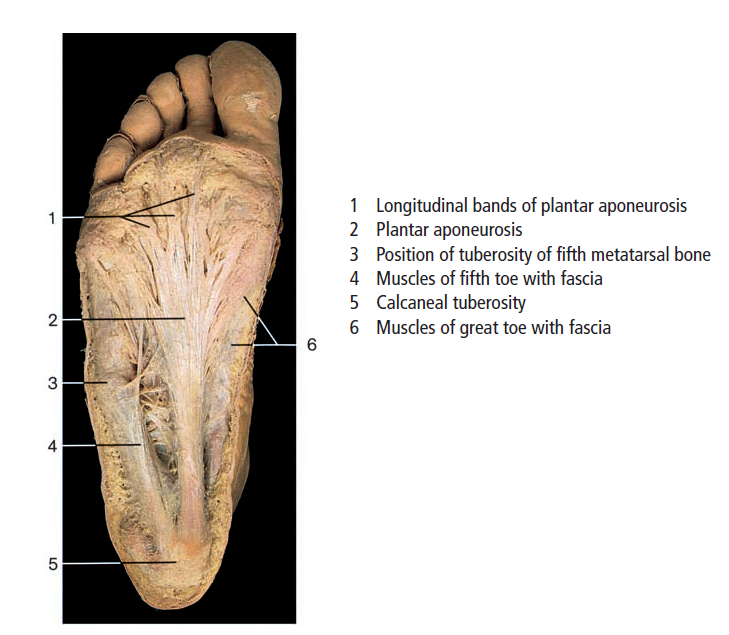 1
2
3
4
5
6
1 Longitudinal bands of plantar aponeurosis
2 Plantar aponeurosis
3 Position of tuberosity of fifth metatarsal bone
4 Muscles of fifth toe with fascia
5 Calcaneal tuberosity
6 Muscles of great toe with fascia